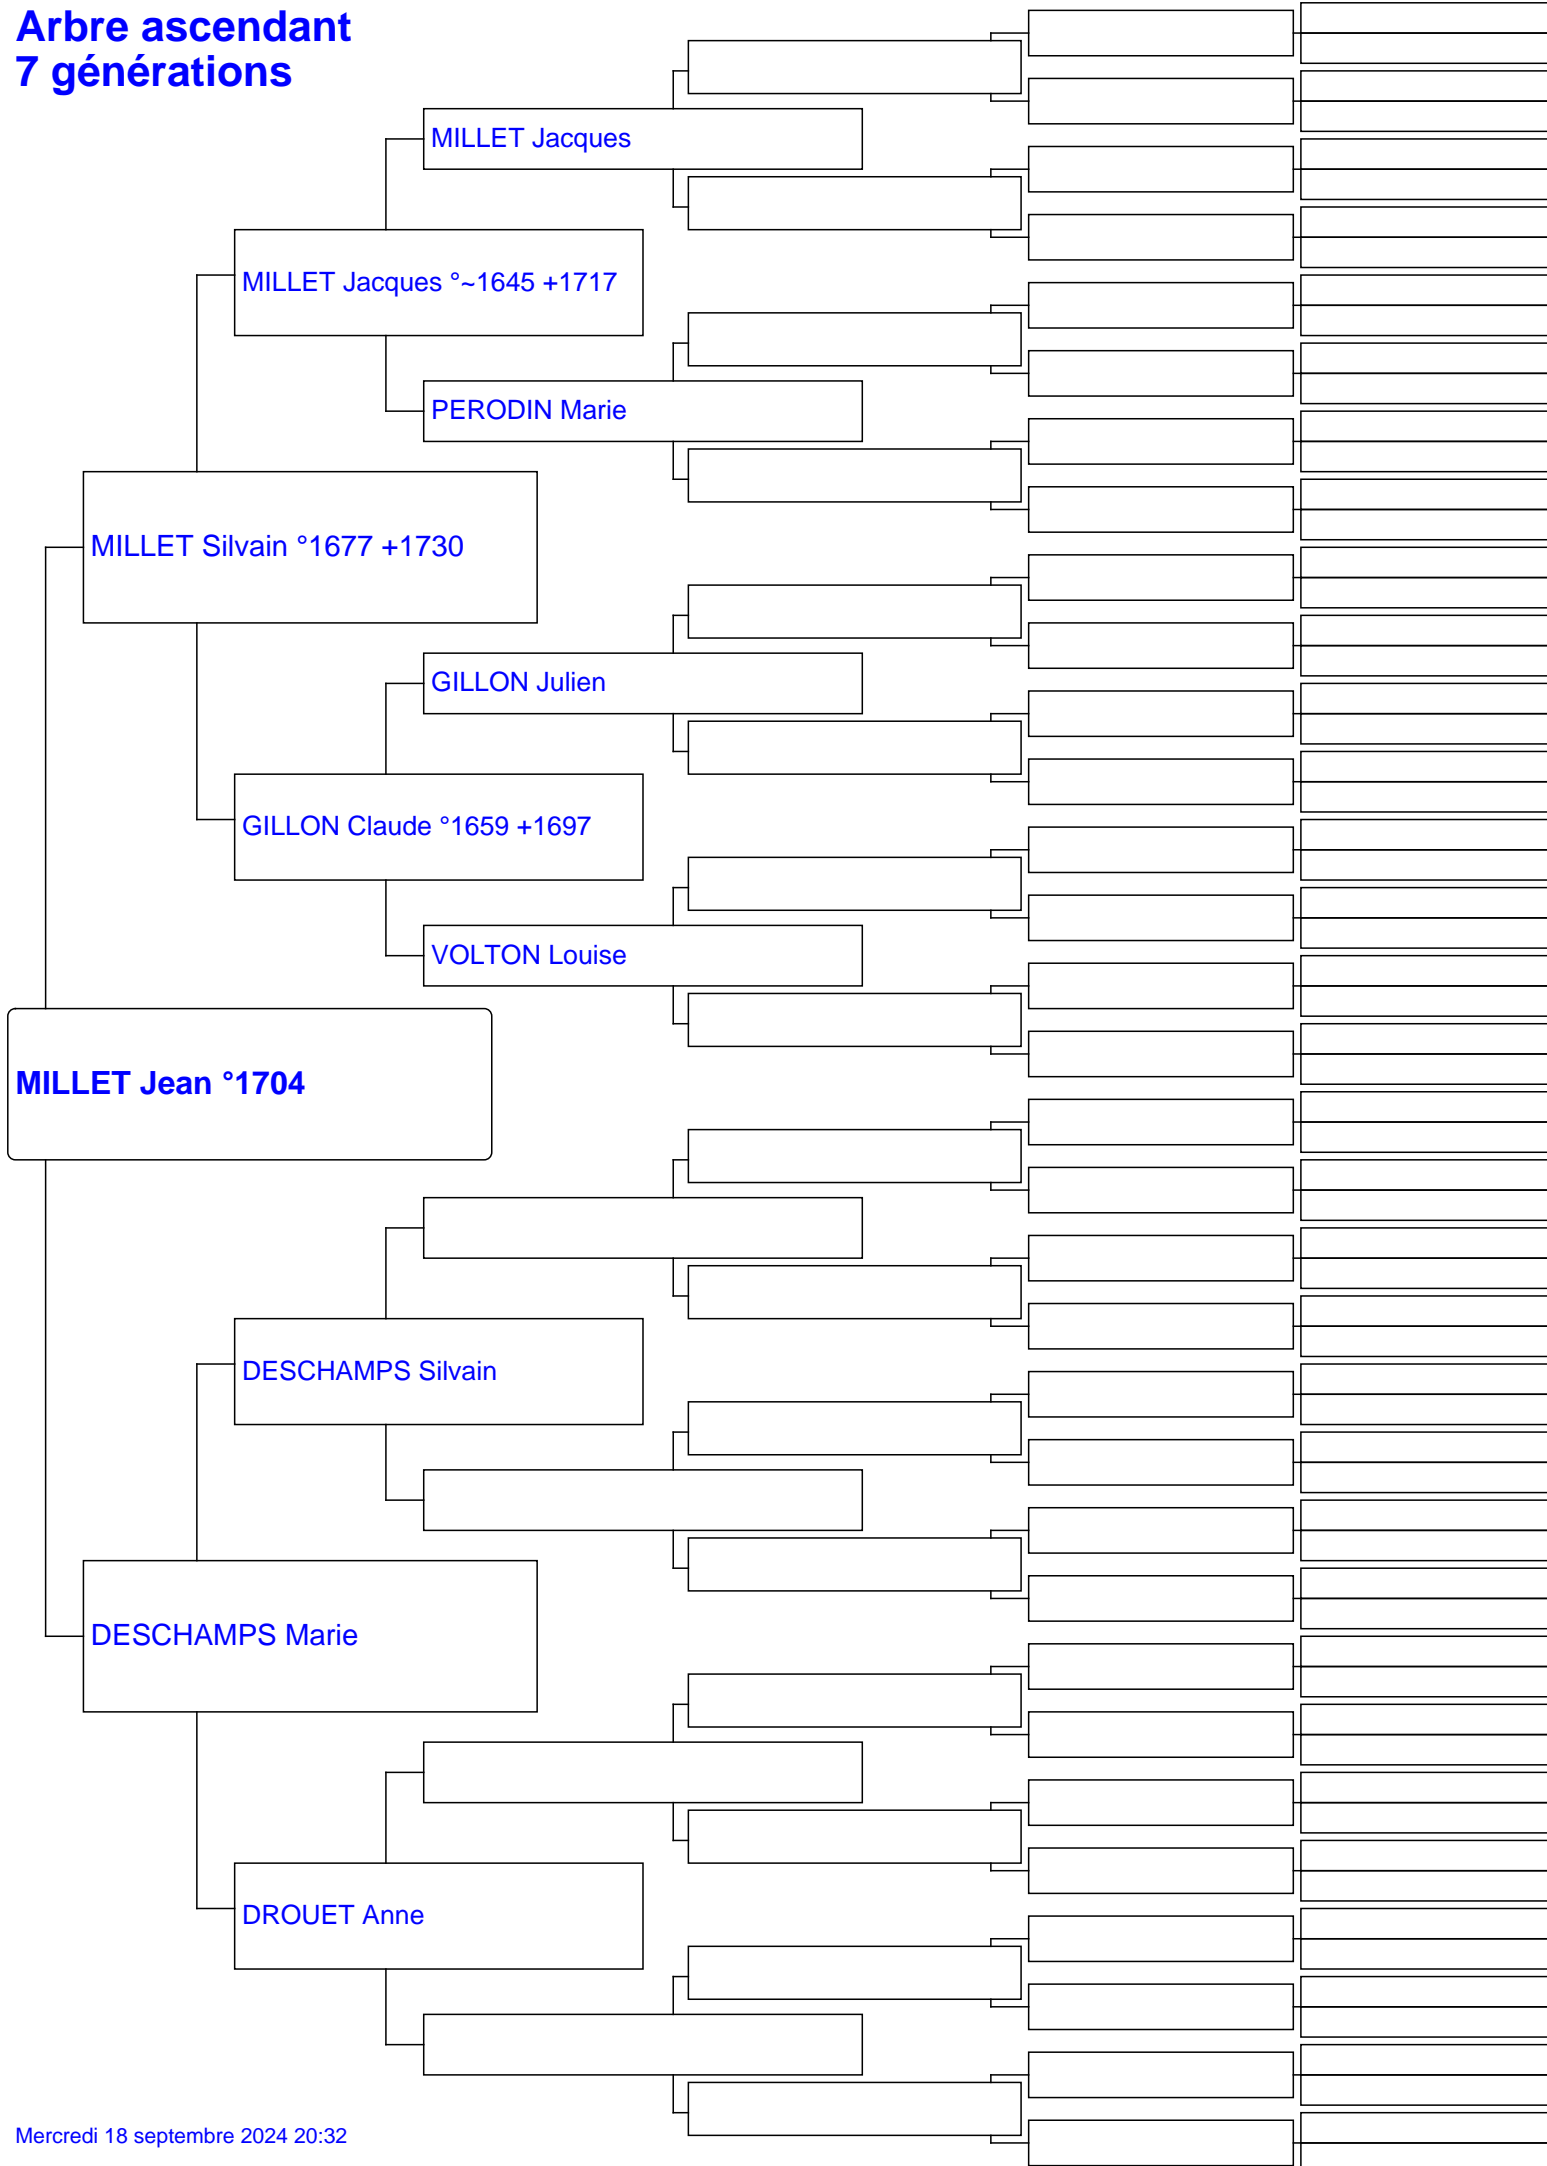 Arbre ascendant
7 générations
MILLET Jacques
MILLET Jacques °~1645 +1717
PERODIN Marie
MILLET Silvain °1677 +1730
GILLON Julien
GILLON Claude °1659 +1697
VOLTON Louise
MILLET Jean °1704
DESCHAMPS Silvain
DESCHAMPS Marie
DROUET Anne
Mercredi 18 septembre 2024 20:32